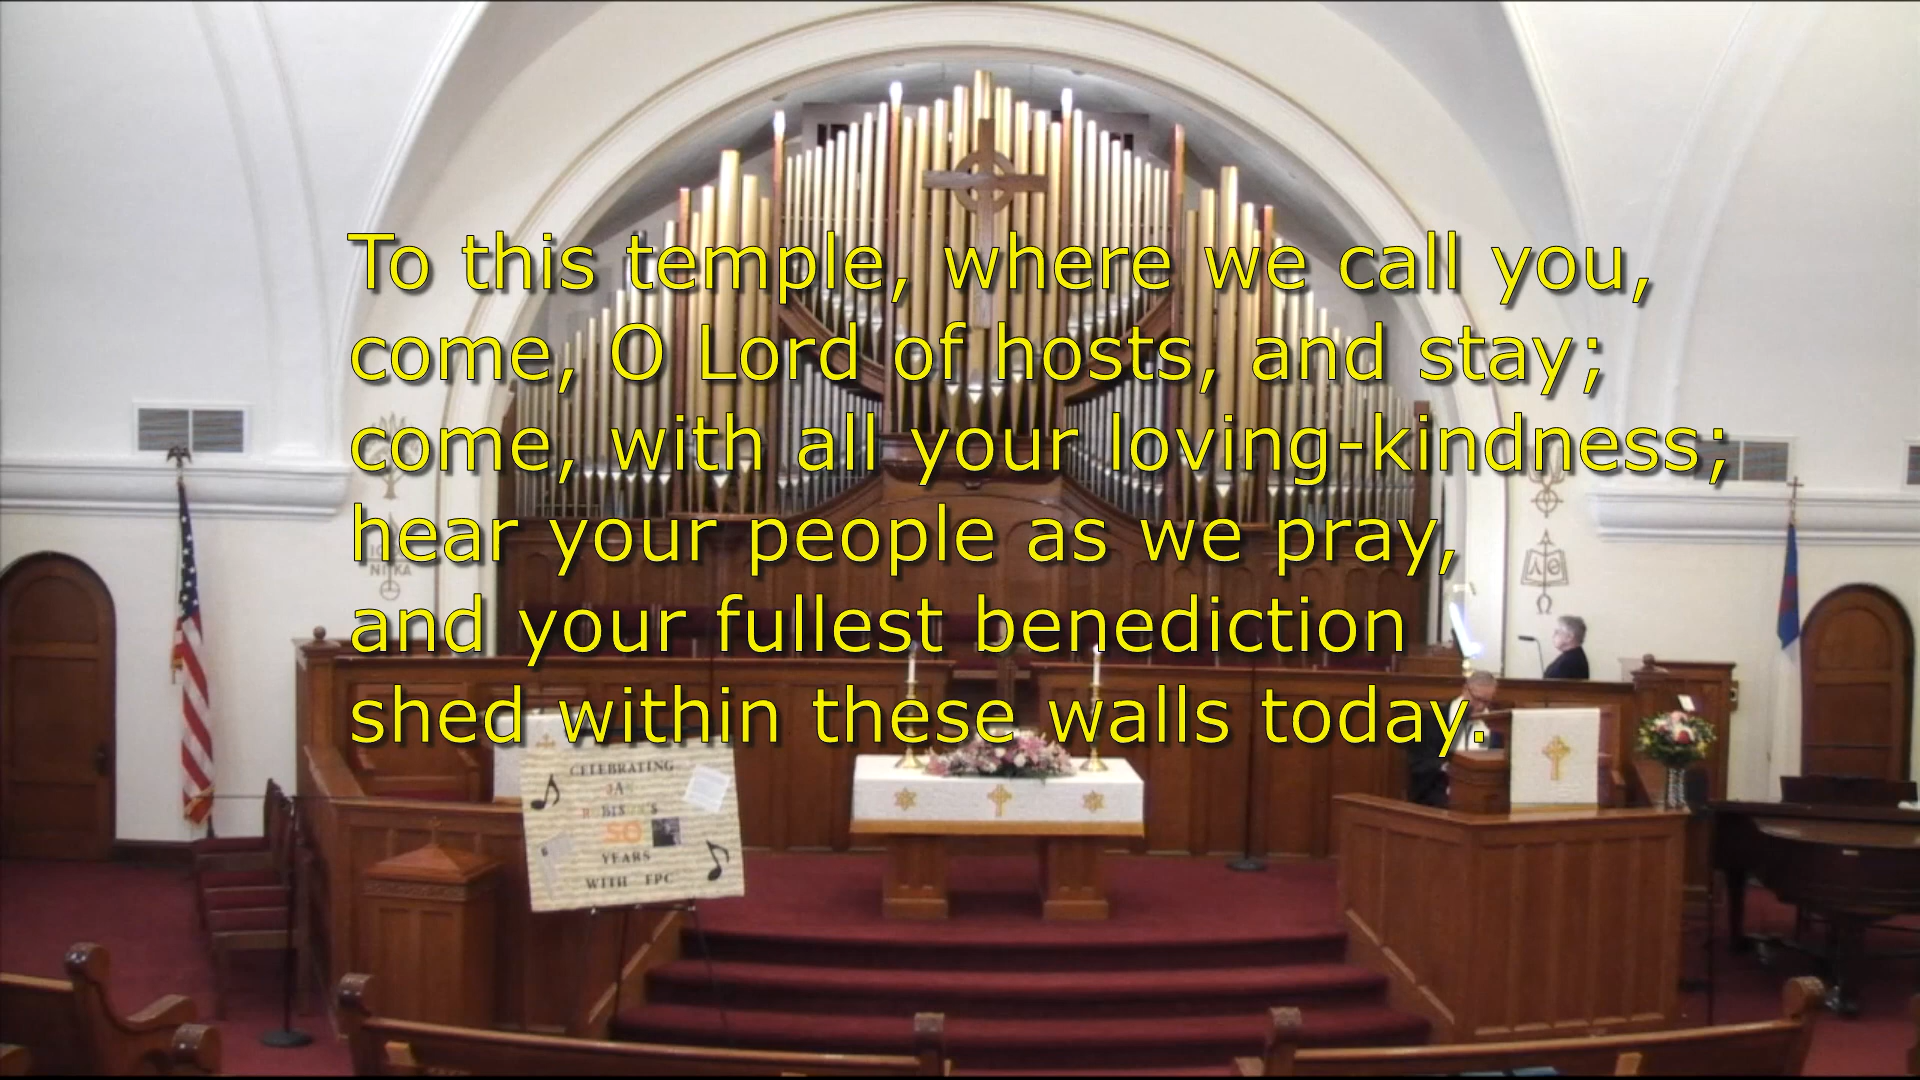 To this temple, where we call you,
come, O Lord of hosts, and stay;
come, with all your loving-kindness;
hear your people as we pray,
and your fullest benediction
shed within these walls today.
CELEBRATING
50
YEARS
WITH FPC